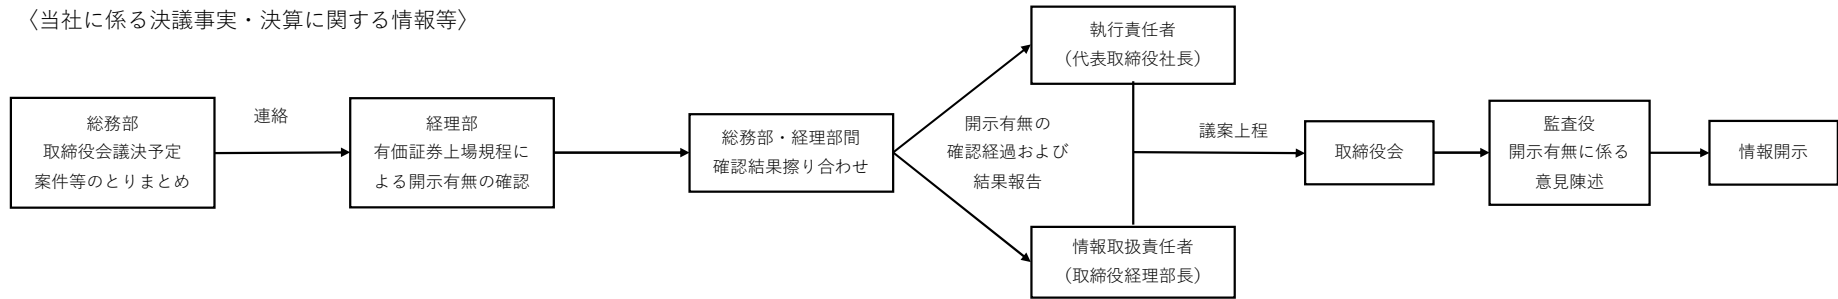 〈当社に係る決議事実・決算に関する情報等〉
総務部
取締役会議決予定
案件等のとりまとめ
連絡
経理部
有価証券上場規程に
よる開示有無の確認
総務部・経理部間
確認結果擦り合わせ
開示有無の
確認経過および
結果報告
執行責任者
（代表取締役社長）
情報取扱責任者
（取締役経理部長）
議案上程
取締役会
監査役
開示有無に係る
意見陳述
情報開示